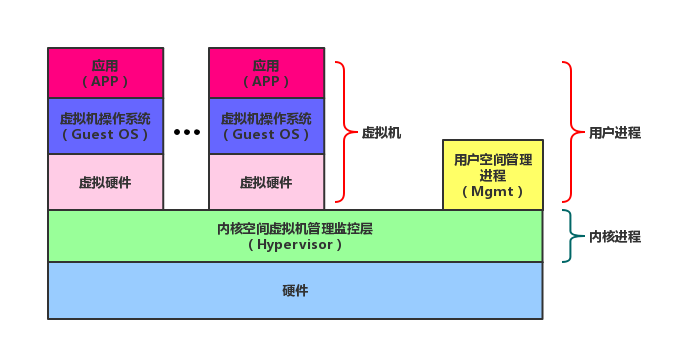 应用
（APP）
应用
（APP）
虚拟机操作系统
（Guest OS）
虚拟机操作系统
（Guest OS）
虚拟硬件
虚拟硬件
虚拟机
用户空间管理
进程
（Mgmt）
用户进程
内核空间虚拟机管理监控层
（Hypervisor）
内核进程
硬件